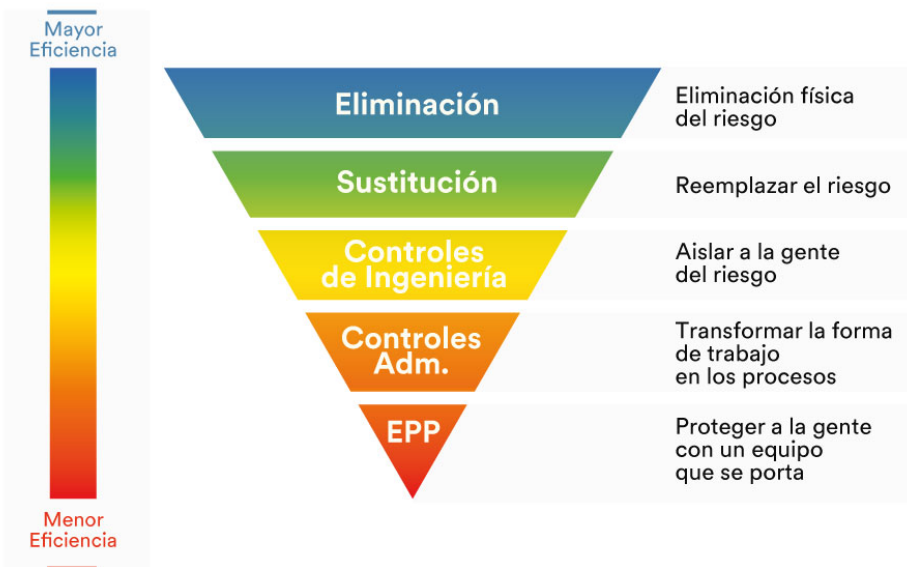 Mayor
Eficiencia
Eliminación
Eliminación física
del riesgo
Sustitución
Reemplazar el riesgo
Controles
de Ingeniería
Aislar a la gente
del riesgo
Controles
Adm.
Transformar la forma
de trabajo
en los procesos
EPP
Proteger a la gente
con un equipo
que se porta
Menor
Eficiencia